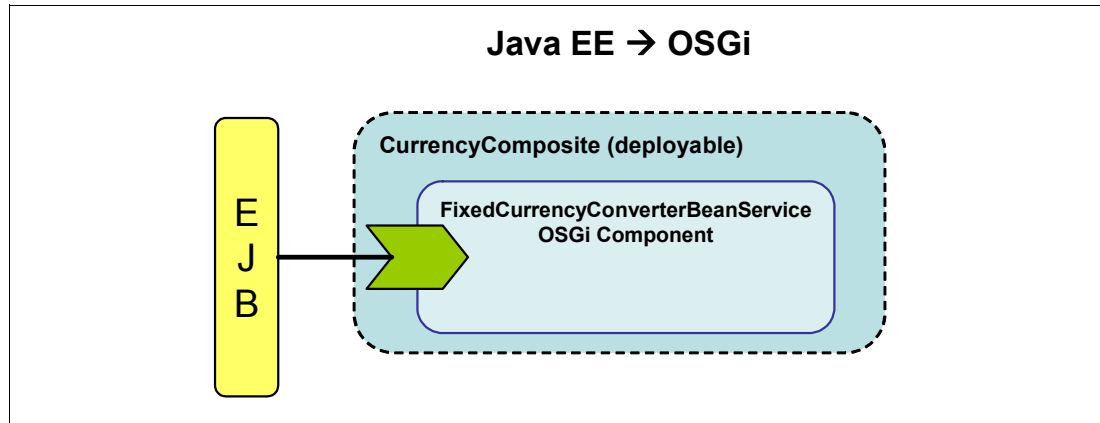 Java EE → OSGi
CurrencyComposite (deployable)
FixedCurrencyConverterBeanService
OSGi Component
E
J
B